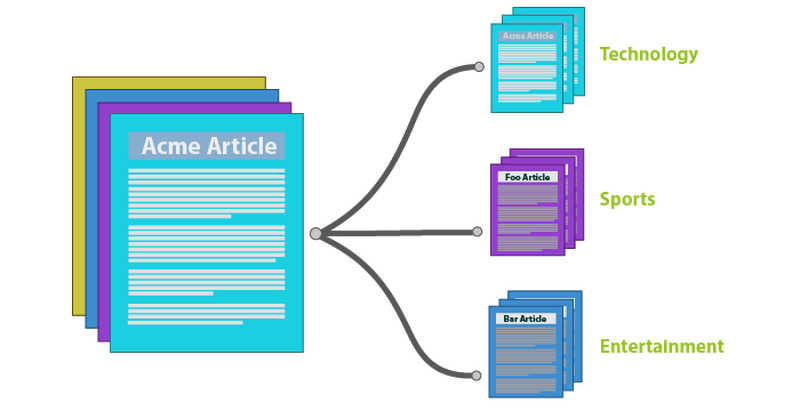 Acme Article
Acme Article
Technology
Foo Article
Sports
Bar Article
Entertainment